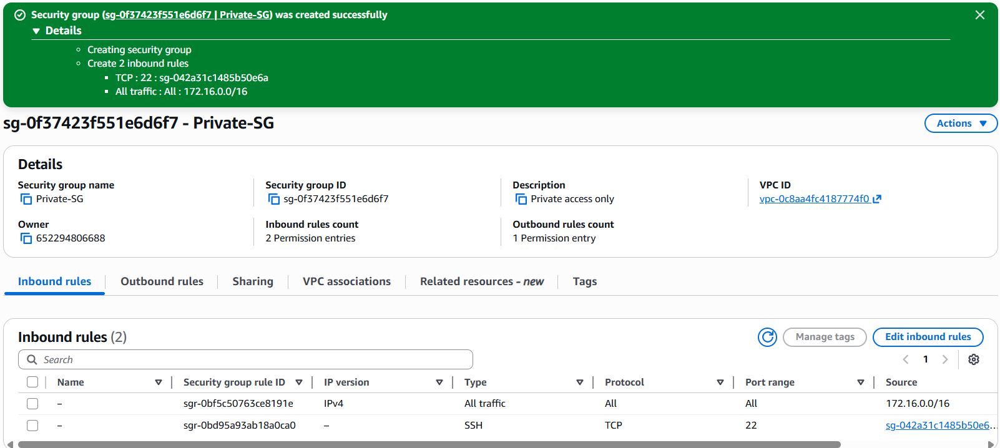 Security group (sg-0f37423f551e6d6f7 | Private-SG) was created successfully
Details
Creating security group
Create 2 inbound rules
TCP : 22 : sg-042a31c1485b50e6a
All traffic : All : 172.16.0.0/16
sg-0f37423f551e6d6f7 - Private-SG
Actions
Details
Security group name
Private-SG
Security group ID
sg-0f37423f551e6d6f7
Description
Private access only
VPC ID
vpc-0c8aa4fc4187774f0
Owner
652294806688
Inbound rules count
2 Permission entries
Outbound rules count
1 Permission entry
Inbound rules Outbound rules Sharing VPC associations Related resources - new Tags
Inbound rules (2)
Manage tags
Edit inbound rules
Search
1
Name Security group rule ID IP version Type Protocol Port range Source
– sgr-0bf5c50763ce8191e IPv4 All traffic All All 172.16.0.0/16
– sgr-0bd95a93ab18a0ca0 – SSH TCP 22 sg-042a31c1485b50e6...